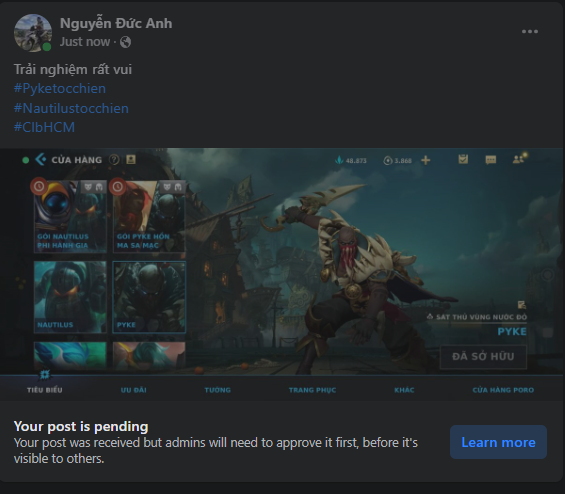 Nguyễn Đức Anh
Just now ·
Trải nghiệm rất vui
#Pyketocchien
#Nautilustocchien
#ClbHCM
CỬA HÀNG
48.875
3.860
GÓI NAUTILUS
PHI HÀNH GIA
GÓI PYKE HỒN
MA SA MẠC
NAUTILUS
PYKE
SÁT THỦ VÙNG NƯỚC ĐỎ
PYKE
ĐÃ SỞ HỮU
TIÊU BIỂU
ƯU ĐÃI
TƯỚNG
TRANG PHỤC
KHÁC
CỬA HÀNG PORO
Your post is pending
Your post was received but admins will need to approve it first, before it's
visible to others.
Learn more